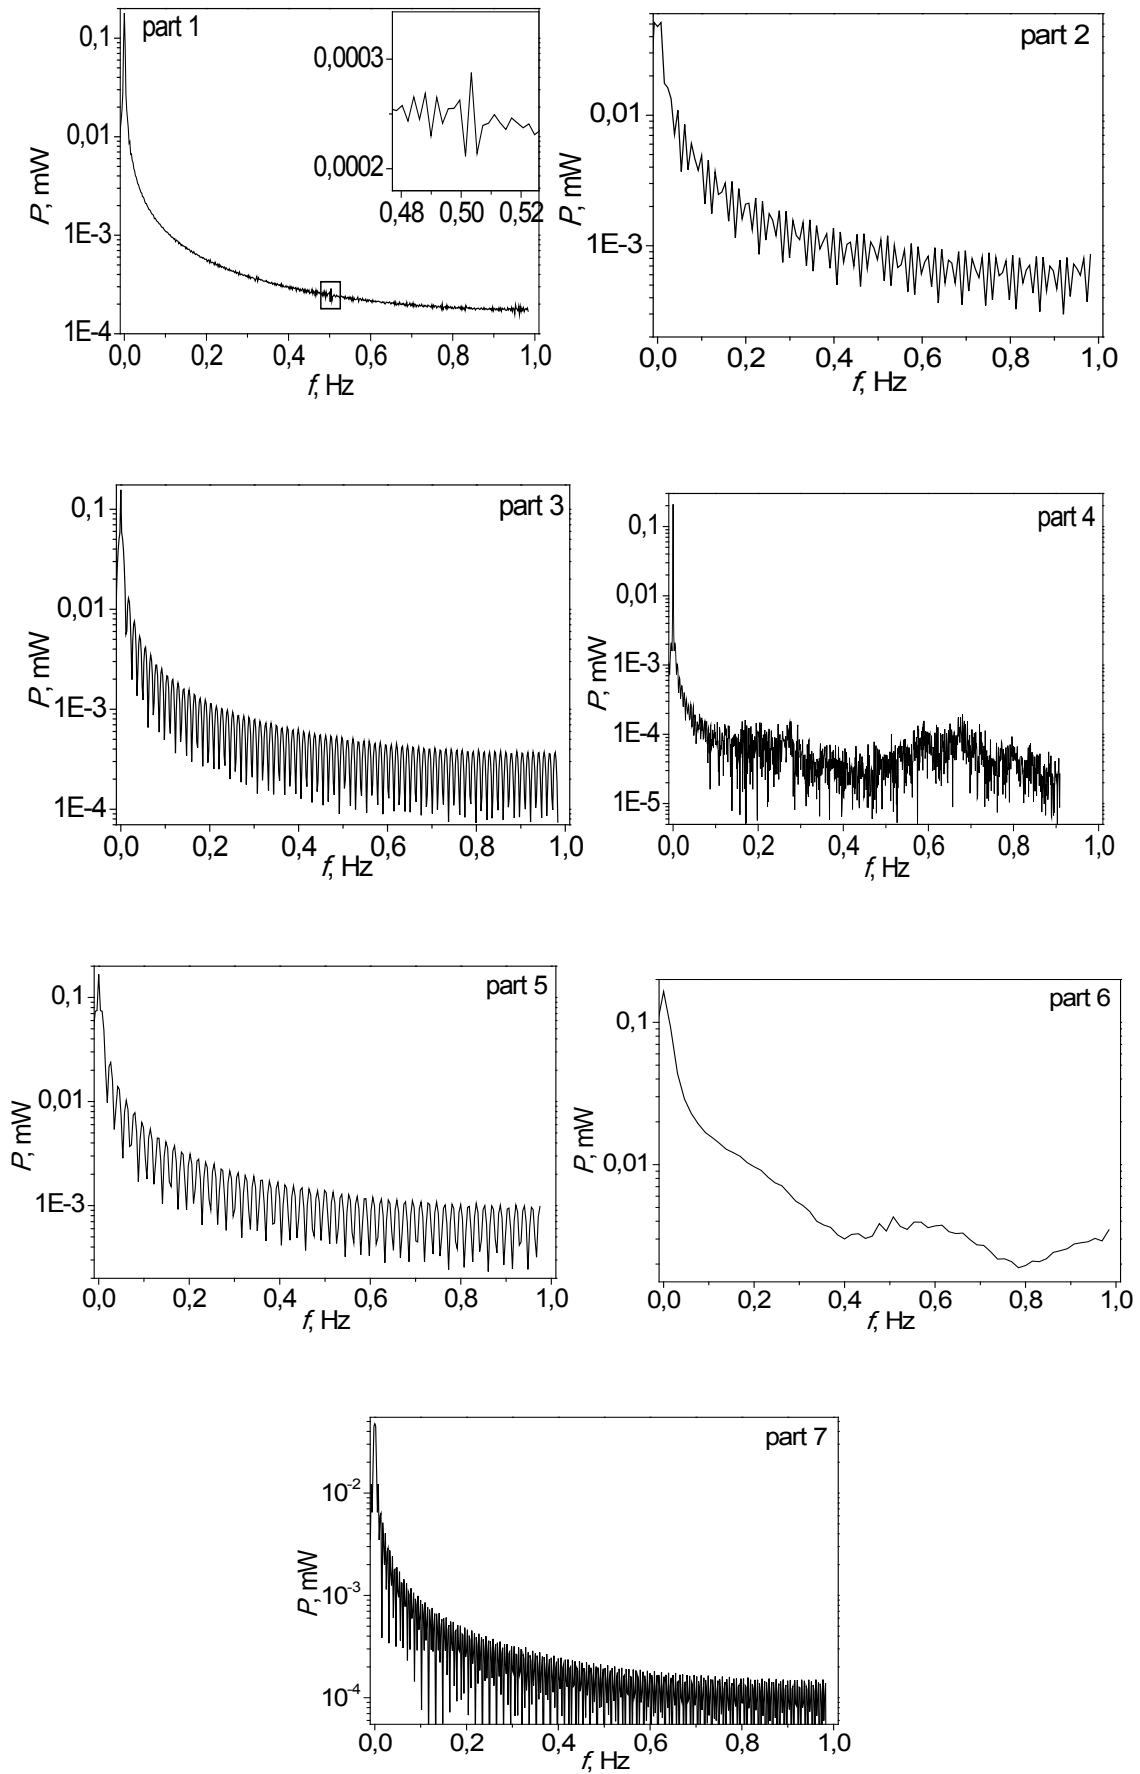 part 1
0,1
0,01
1E-3
1E-4
P, mW
0,0 0,2 0,4 0,6 0,8 1,0
f, Hz
0,0003
0,0002
0,48 0,50 0,52
part 2
0,01
1E-3
P, mW
0,0 0,2 0,4 0,6 0,8 1,0
f, Hz
part 3
0,1
0,01
1E-3
1E-4
P, mW
0,0 0,2 0,4 0,6 0,8 1,0
f, Hz
part 4
0,1
0,01
1E-3
1E-4
1E-5
P, mW
0,0 0,2 0,4 0,6 0,8 1,0
f, Hz
part 5
0,1
0,01
1E-3
P, mW
0,0 0,2 0,4 0,6 0,8 1,0
f, Hz
part 6
0,1
0,01
P, mW
0,0 0,2 0,4 0,6 0,8 1,0
f, Hz
part 7
10⁻²
10⁻³
10⁻⁴
P, mW
0,0 0,2 0,4 0,6 0,8 1,0
f, Hz